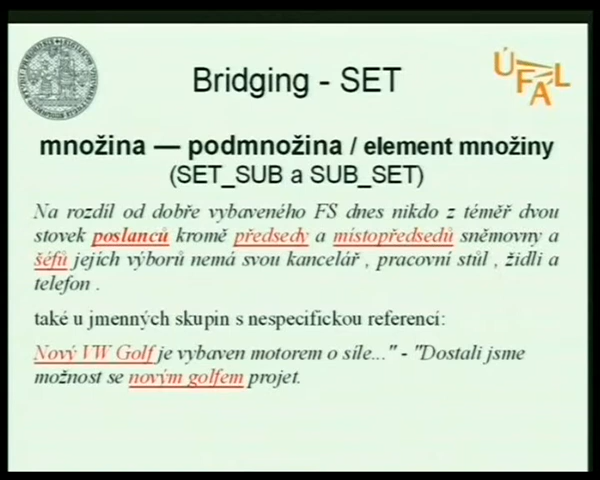 ÚFAL
Bridging - SET
množina — podmnožina / element množiny
(SET_SUB a SUB_SET)
Na rozdíl od dobře vybaveného FS dnes nikdo z téměř dvou
stovek poslanců kromě předsedy a místopředsedů sněmovny a
šéfů jejích výborů nemá svou kancelář , pracovní stůl , židli a
telefon .
také u jmenných skupin s nespecifickou referencí:
Nový VW Golf je vybaven motorem o síle..." - "Dostali jsme
možnost se novým golfem projet.